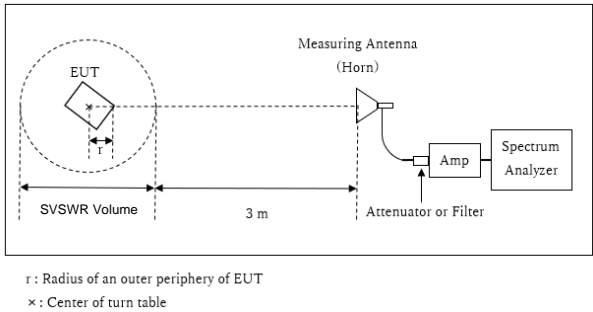 Measuring Antenna
(Horn)
EUT
r
Spectrum
Analyzer
Amp
SVSWR Volume
3 m
Attenuator or Filter
r : Radius of an outer periphery of EUT
× : Center of turn table